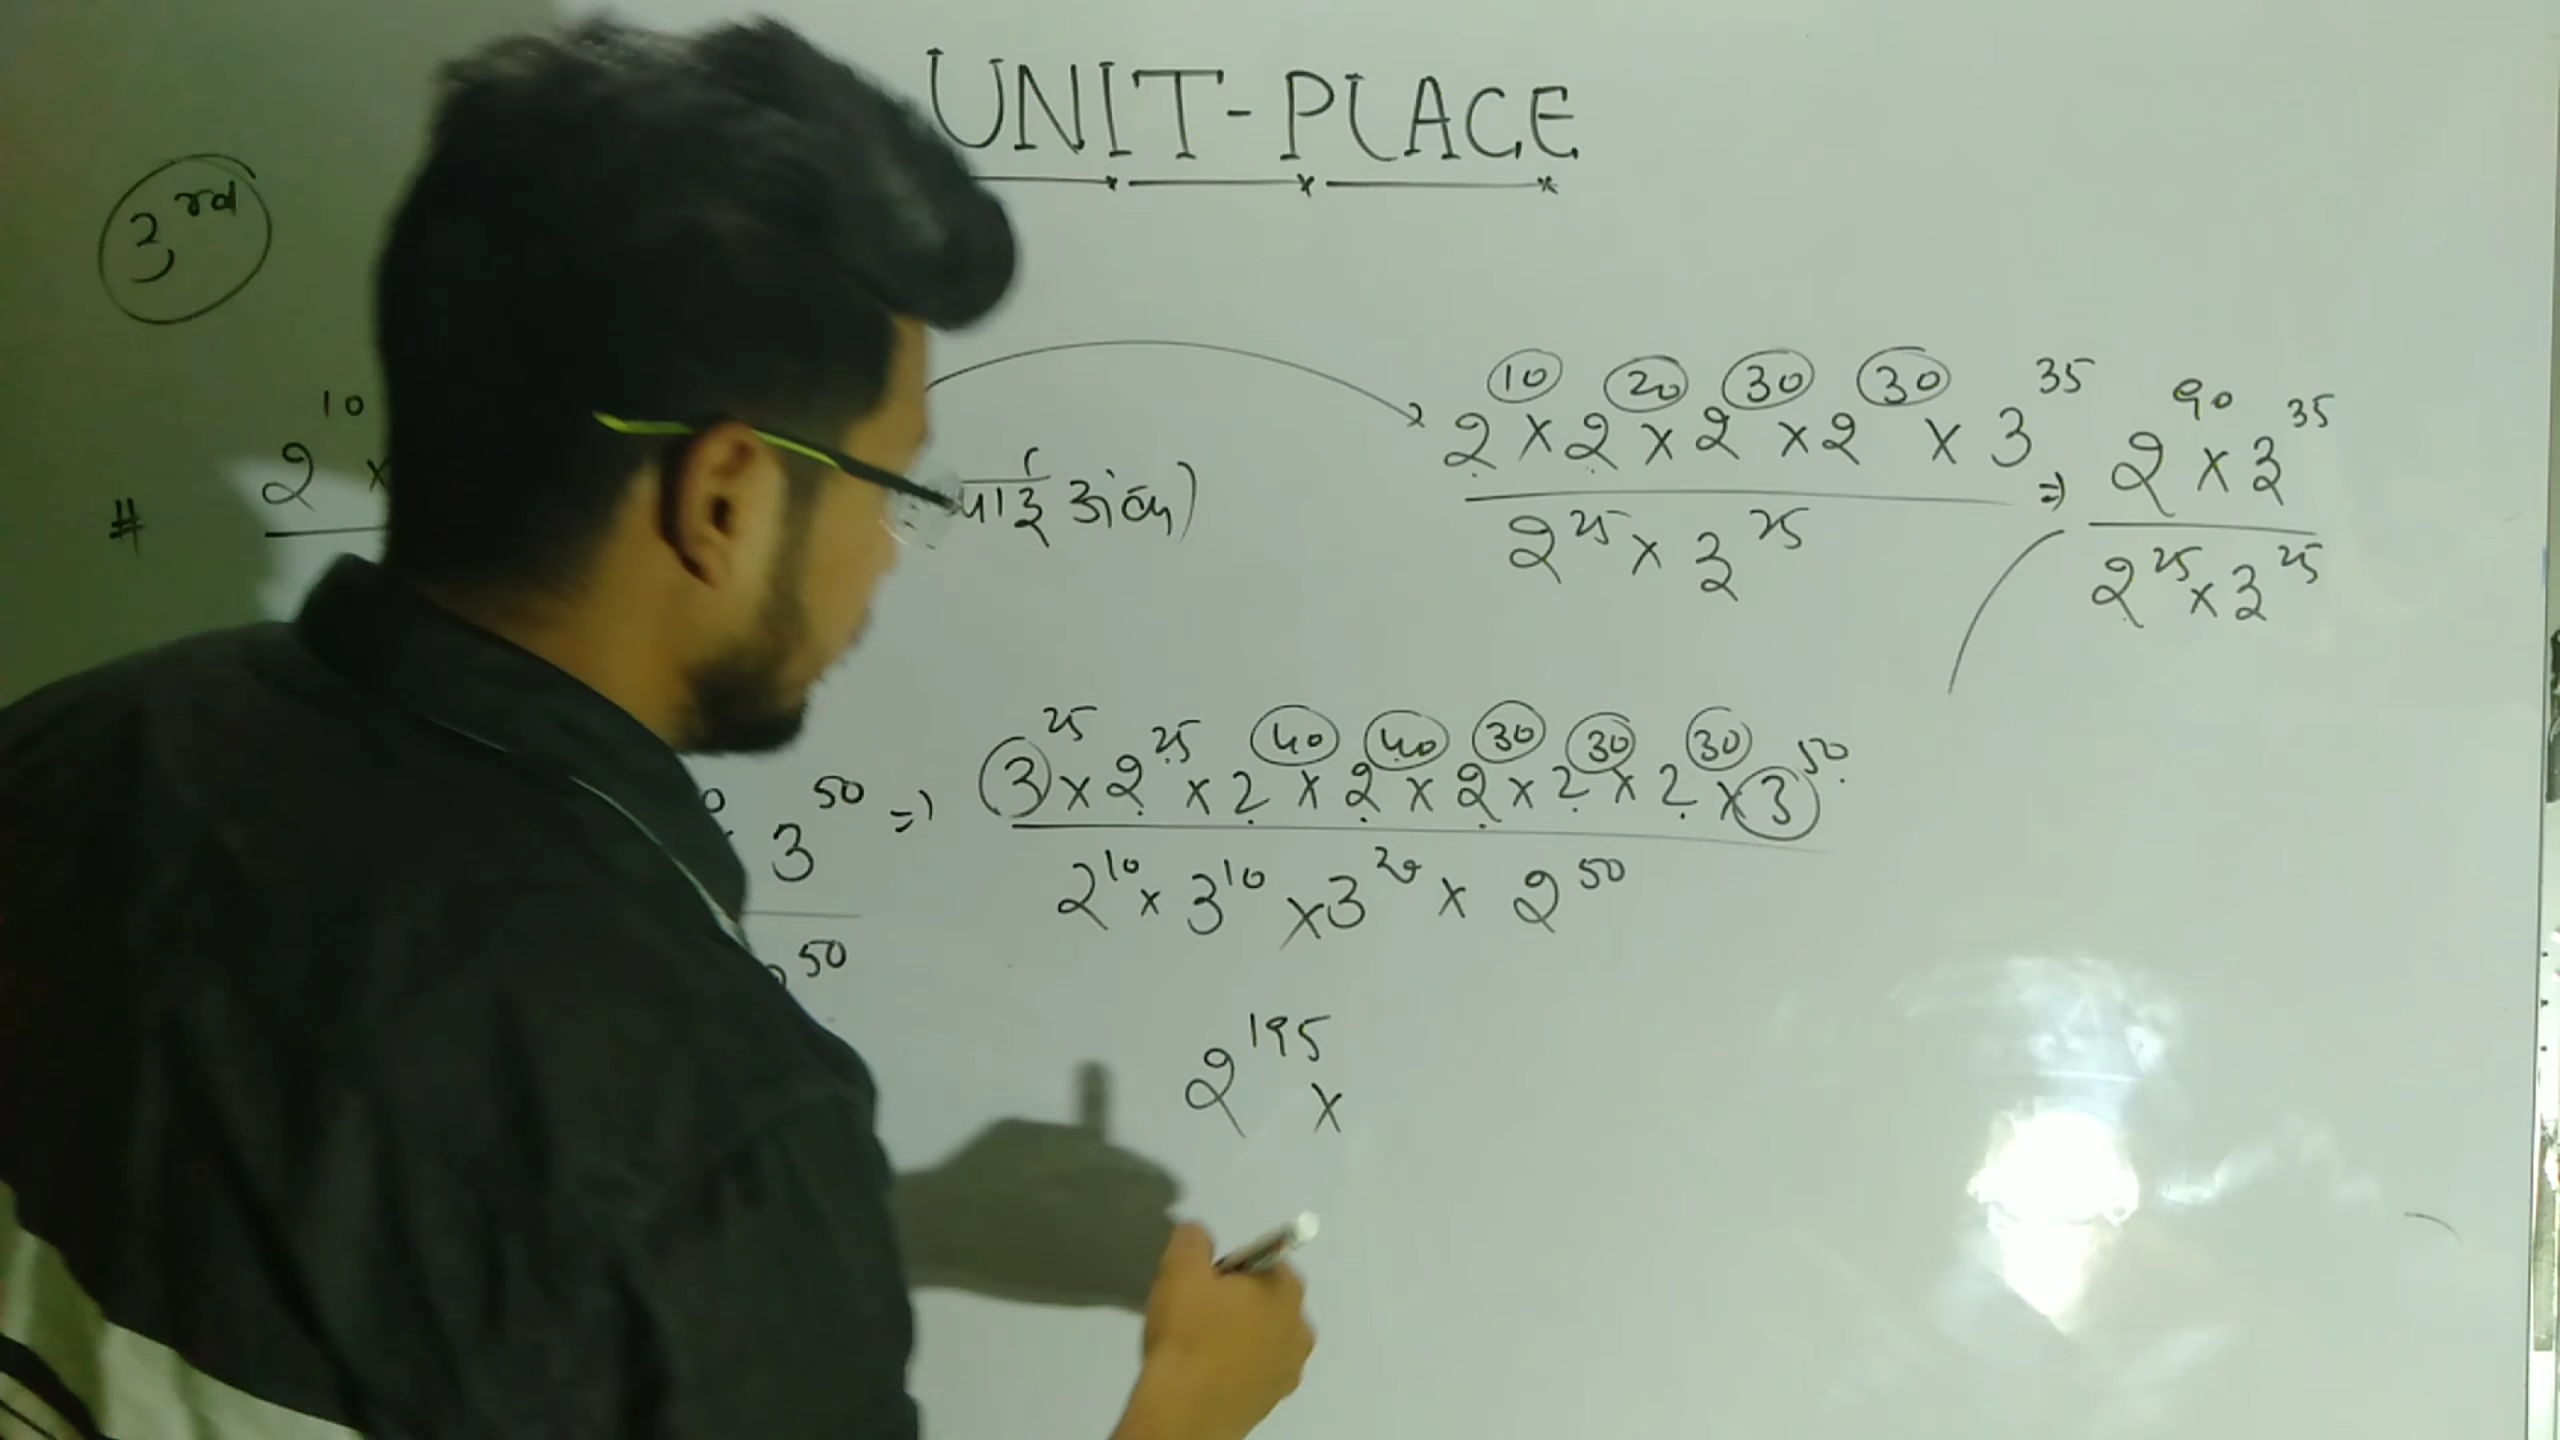 UNIT-PLACE
3rd
# 2^10 ×
इकाई अंक)
2^10 × 2^20 × 2^30 × 2^30 × 3^35
2^25 × 3^25
=> 2^90 × 3^35
2^25 × 3^25
3^50 => 3^25 × 2^25 × 2^40 × 2^40 × 2^30 × 2^30 × 2^30 × 3^50
50
2^10 × 3^10 × 3^20 × 2^50
2^195 ×